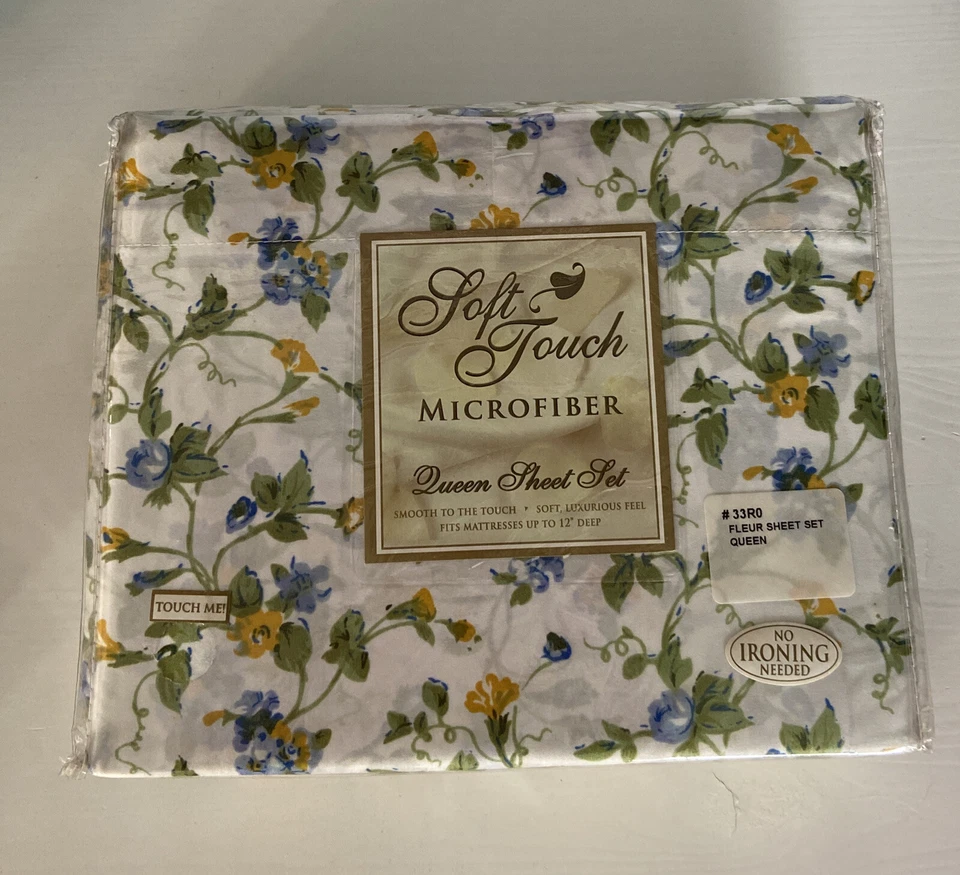 Soft
Touch
MICROFIBER
Queen Sheet Set
SMOOTH TO THE TOUCH • SOFT, LUXURIOUS FEEL
FITS MATTRESSES UP TO 12" DEEP
# 33R0
FLEUR SHEET SET
QUEEN
TOUCH ME!
NO
IRONING
NEEDED